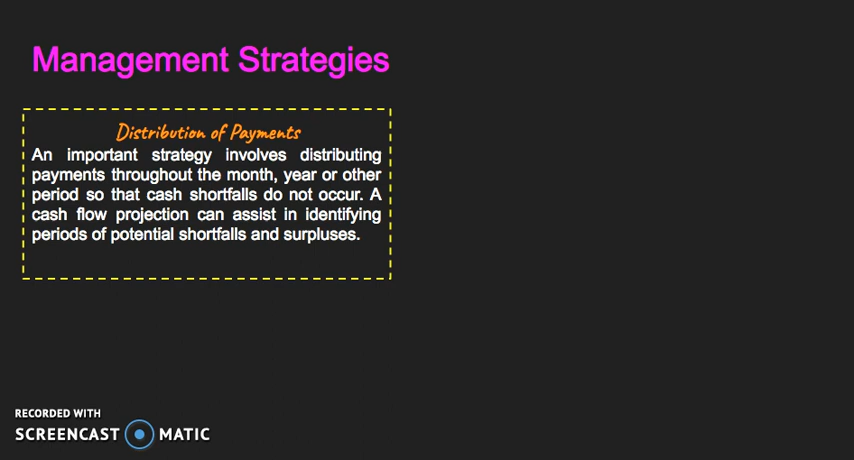 Management Strategies
Distribution of Payments
An important strategy involves distributing
payments throughout the month, year or other
period so that cash shortfalls do not occur. A
cash flow projection can assist in identifying
periods of potential shortfalls and surpluses.
RECORDED WITH
SCREENCAST MATIC